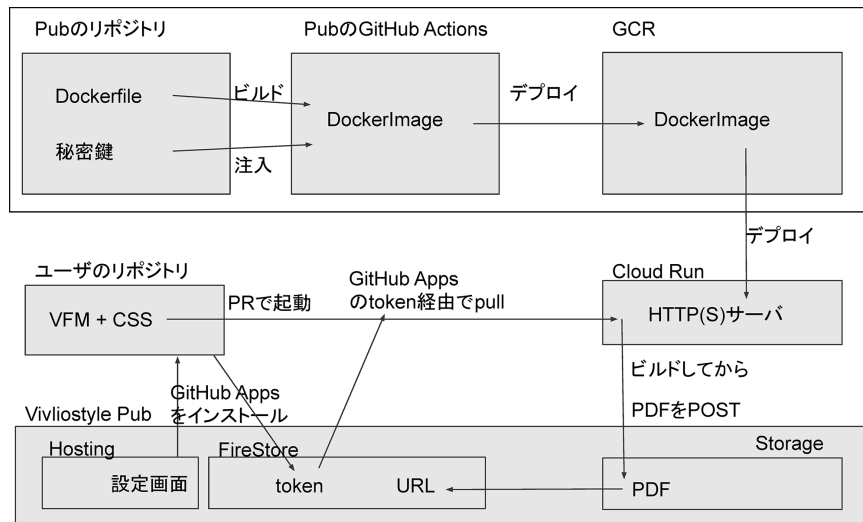 Pubのリポジトリ
PubのGitHub Actions
GCR
Dockerfile
ビルド
DockerImage
デプロイ
DockerImage
秘密鍵
注入
デプロイ
ユーザのリポジトリ
GitHub Apps
のtoken経由でpull
Cloud Run
VFM + CSS
PRで起動
HTTP(S)サーバ
ビルドしてから
PDFをPOST
GitHub Apps
をインストール
Vivliostyle Pub
Hosting
FireStore
Storage
設定画面
token
URL
PDF